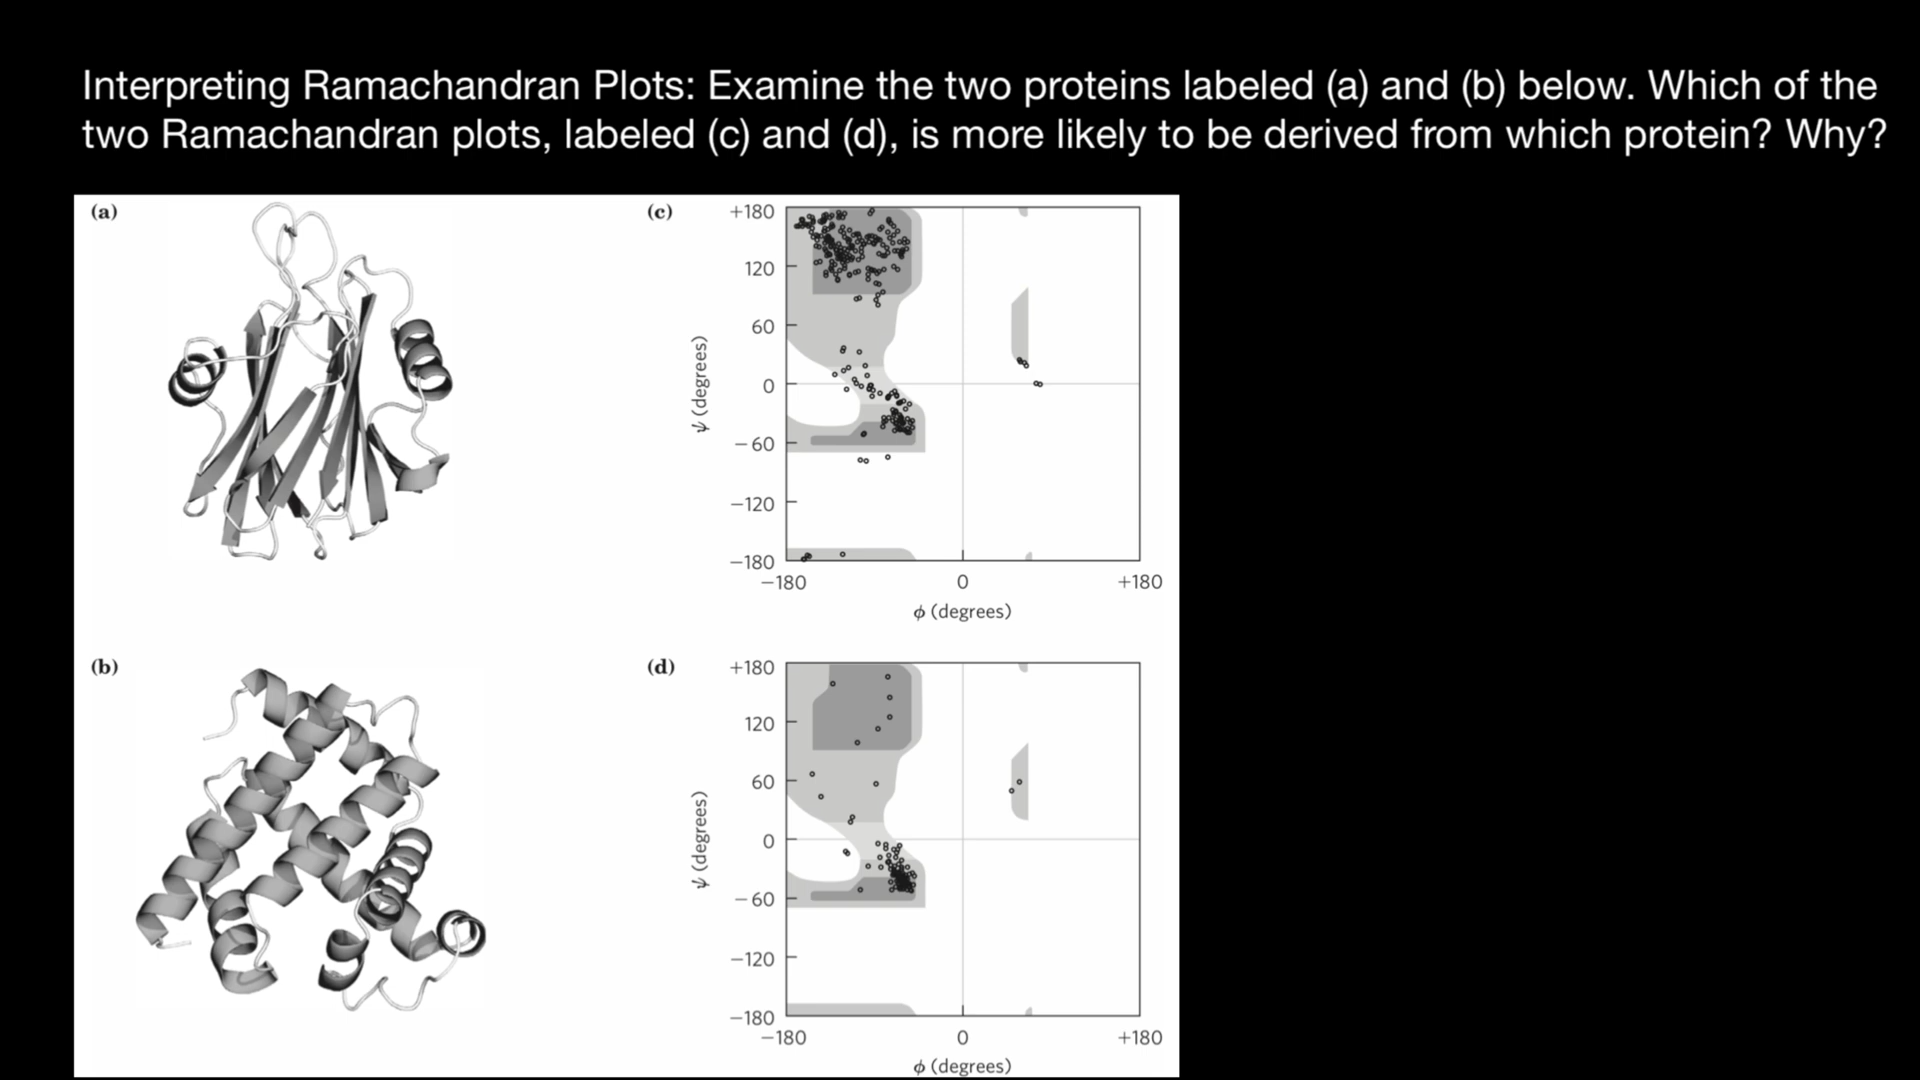 Interpreting Ramachandran Plots: Examine the two proteins labeled (a) and (b) below. Which of the
two Ramachandran plots, labeled (c) and (d), is more likely to be derived from which protein? Why?
(a)
(c)
+180
120
60
0
−60
−120
−180
ψ (degrees)
−180
0
+180
ϕ (degrees)
(b)
(d)
+180
120
60
0
−60
−120
−180
ψ (degrees)
−180
0
+180
ϕ (degrees)